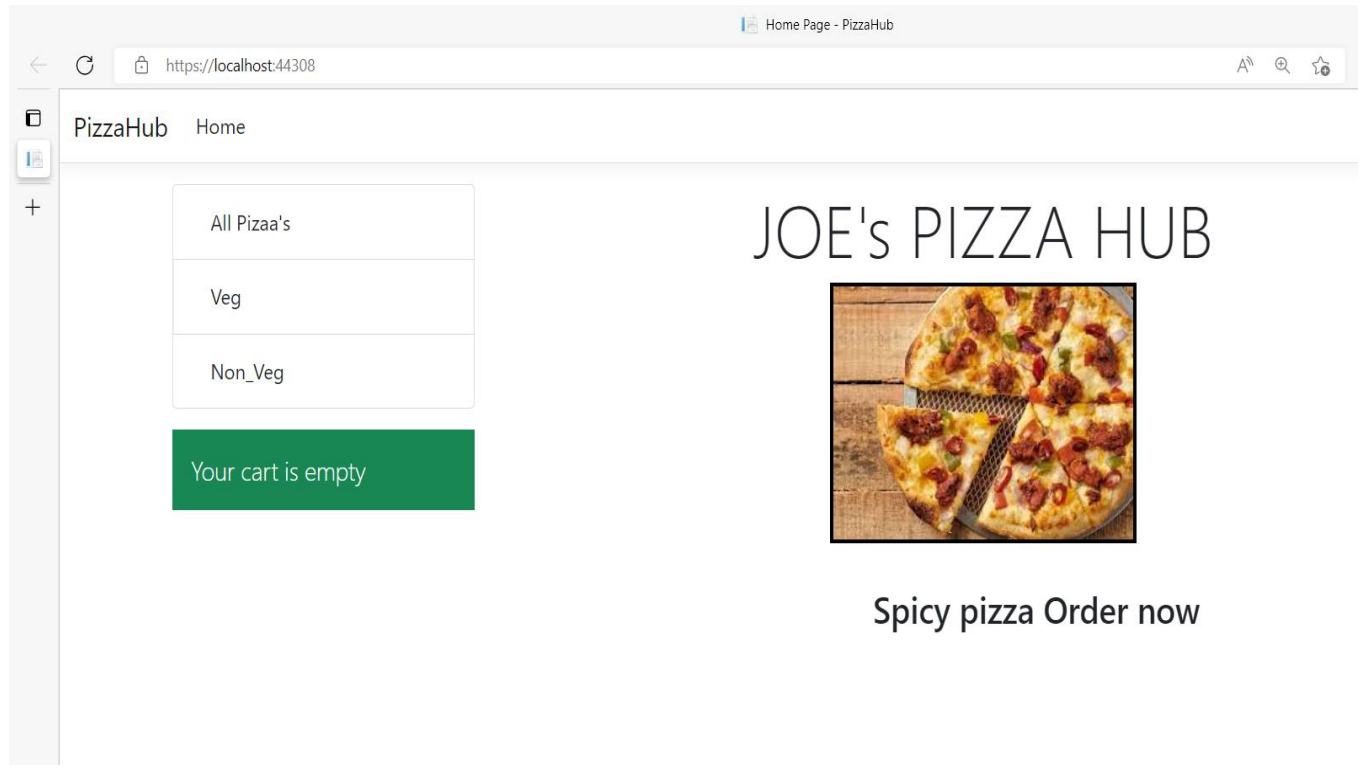 Home Page - PizzaHub
https://localhost:44308
PizzaHub Home
All Pizaa's
Veg
Non_Veg
Your cart is empty
JOE's PIZZA HUB
Spicy pizza Order now